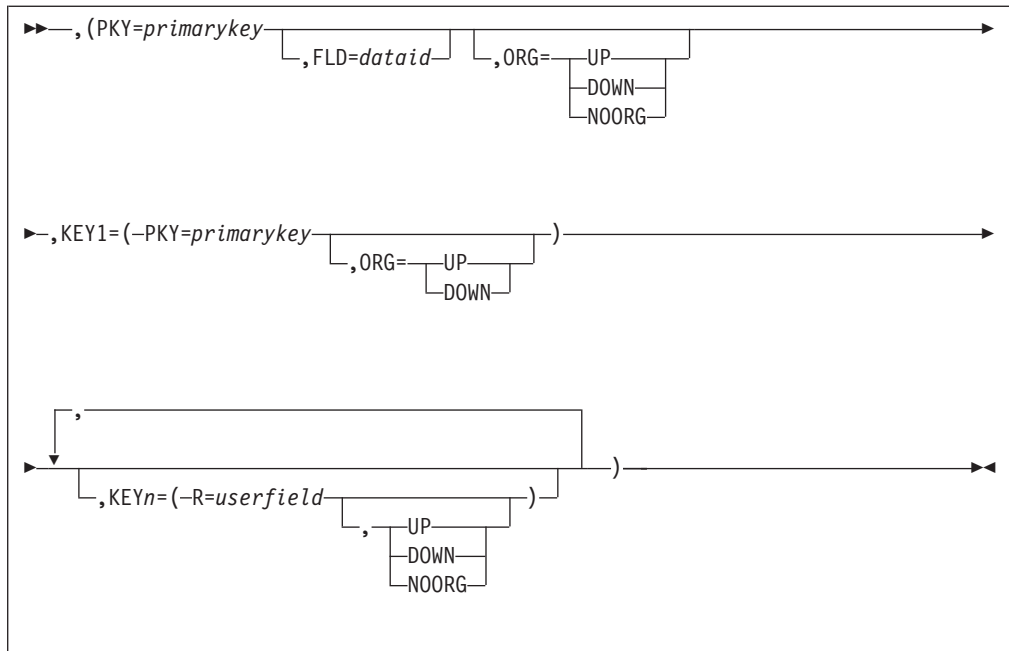 ,(PKY=primarykey
,FLD=dataid
,ORG=
UP
DOWN
NOORG
,KEY1=(
PKY=primarykey
,ORG=
UP
DOWN
)
,
,KEYn=(
R=userfield
,
UP
DOWN
NOORG
)
)